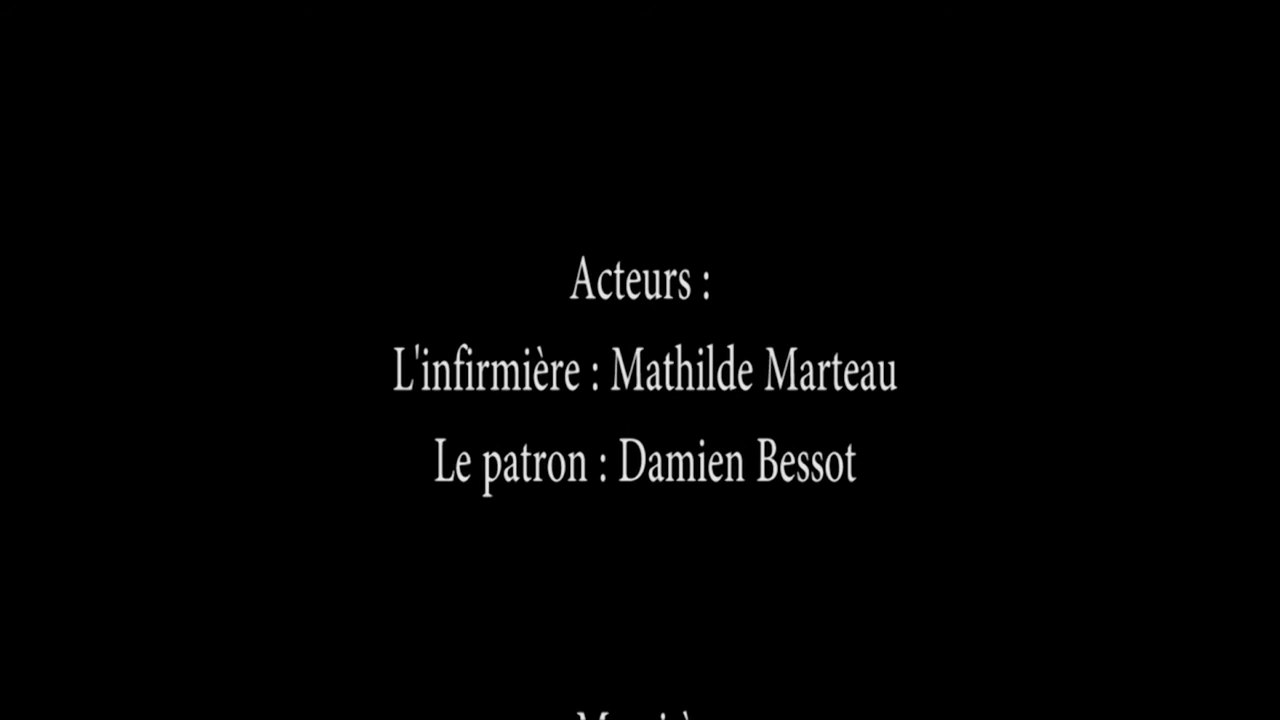 Acteurs :
L'infirmière : Mathilde Marteau
Le patron : Damien Bessot